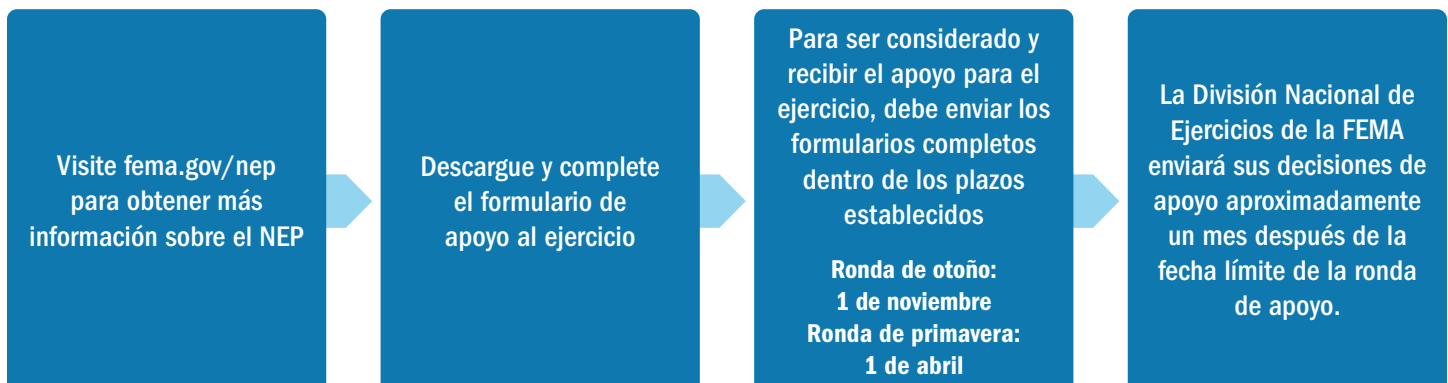 Visite fema.gov/nep
para obtener más
información sobre el NEP
Descargue y complete
el formulario de
apoyo al ejercicio
Para ser considerado y
recibir el apoyo para el
ejercicio, debe enviar los
formularios completos
dentro de los plazos
establecidos
Ronda de otoño:
1 de noviembre
Ronda de primavera:
1 de abril
La División Nacional de
Ejercicios de la FEMA
enviará sus decisiones de
apoyo aproximadamente
un mes después de la
fecha límite de la ronda
de apoyo.